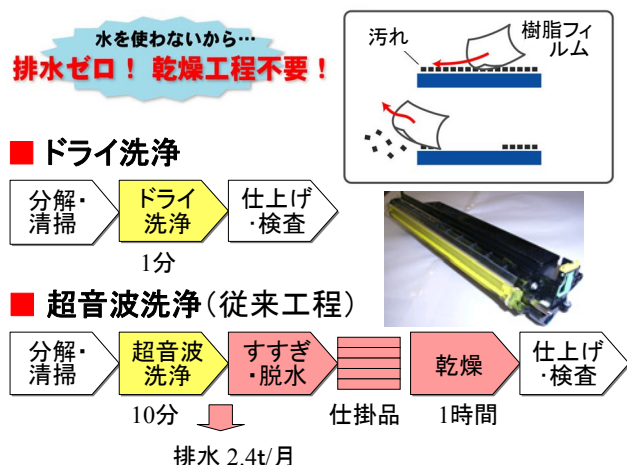 水を使わないから…
排水ゼロ！ 乾燥工程不要！
汚れ
樹脂フィ
ルム
■ ドライ洗浄
分解・
清掃
ドライ
洗浄
仕上げ
・検査
1分
■ 超音波洗浄（従来工程）
分解・
清掃
超音波
洗浄
すすぎ
・脱水
乾燥
仕上げ
・検査
10分
仕掛品
1時間
排水 2.4t/月